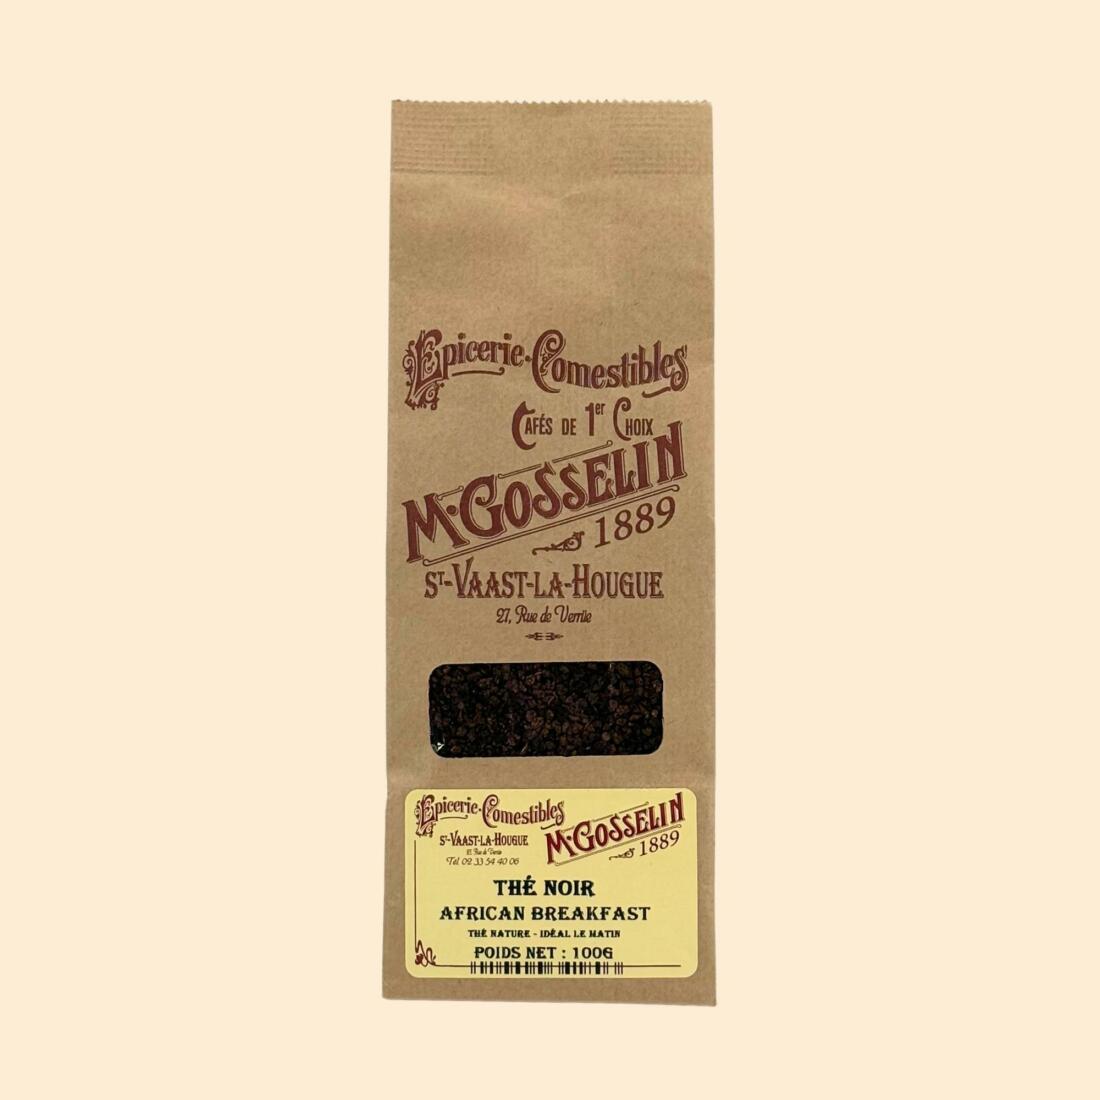 Epicerie-Comestibles
Cafés de 1er Choix
M·Gosselin
1889
St-Vaast-la-Hougue
27, Rue de Verrüe
Epicerie-Comestibles
St-Vaast-la-Hougue
Tél 02 33 54 40 06
M·Gosselin
1889
THÉ NOIR
AFRICAN BREAKFAST
THÉ NATURE - IDÉAL LE MATIN
POIDS NET : 100G